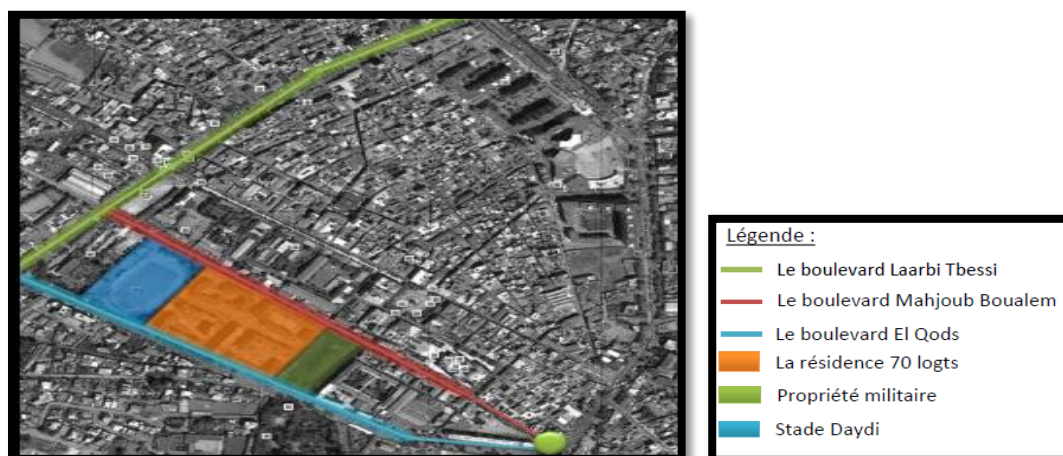 Légende :
Le boulevard Laarbi Tbessi
Le boulevard Mahjoub Boualem
Le boulevard El Qods
La résidence 70 logts
Propriété militaire
Stade Daydi